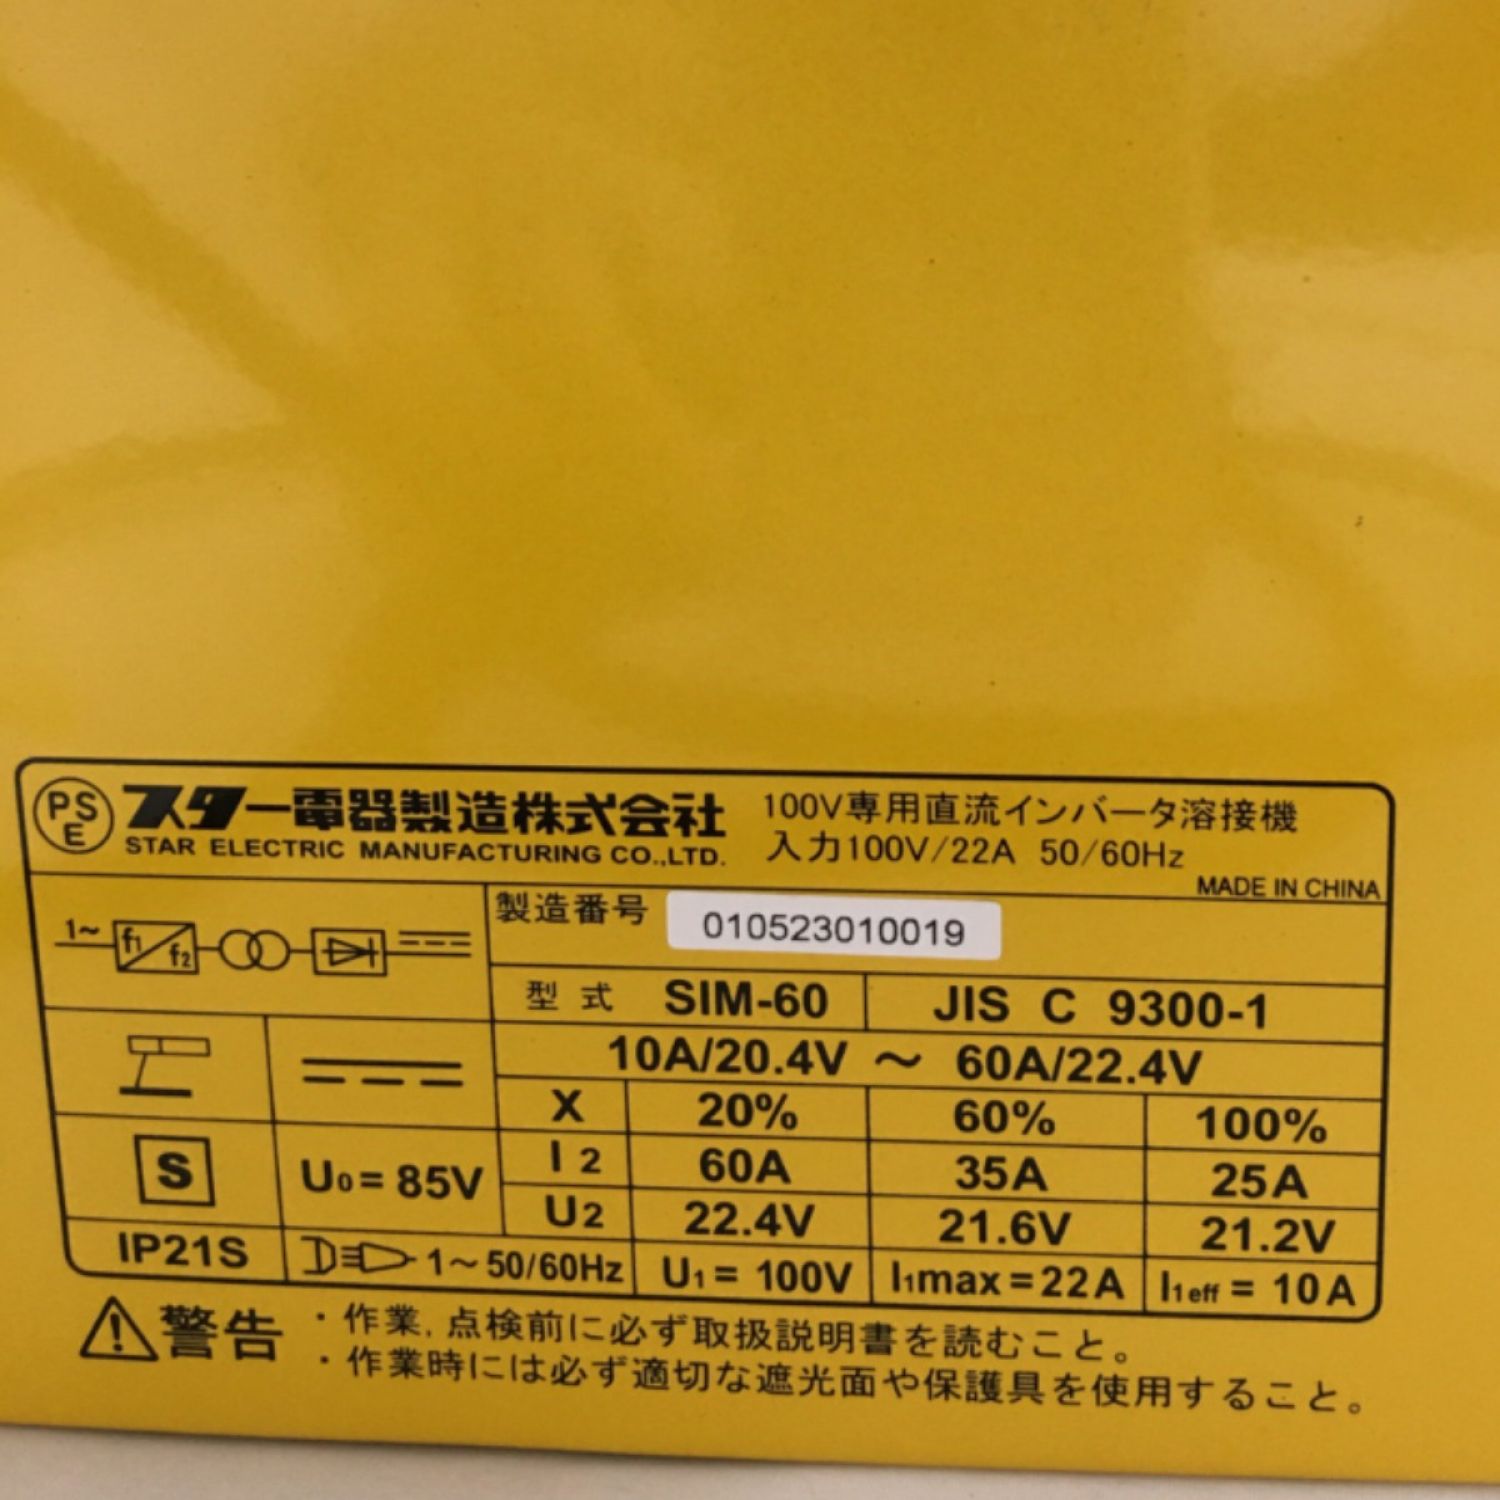 PS
E
スター電器製造株式会社
STAR ELECTRIC MANUFACTURING CO.,LTD.
100V専用直流インバータ溶接機
入力100V/22A 50/60Hz
MADE IN CHINA
1~ f1 f2
製造番号 010523010019
型式 SIM-60 JIS C 9300-1
10A/20.4V ～ 60A/22.4V
X 20% 60% 100%
S U0=85V
I2 60A 35A 25A
U2 22.4V 21.6V 21.2V
IP21S 1~50/60Hz U1=100V I1max=22A I1eff=10A
警告
・作業,点検前に必ず取扱説明書を読むこと。
・作業時には必ず適切な遮光面や保護具を使用すること。